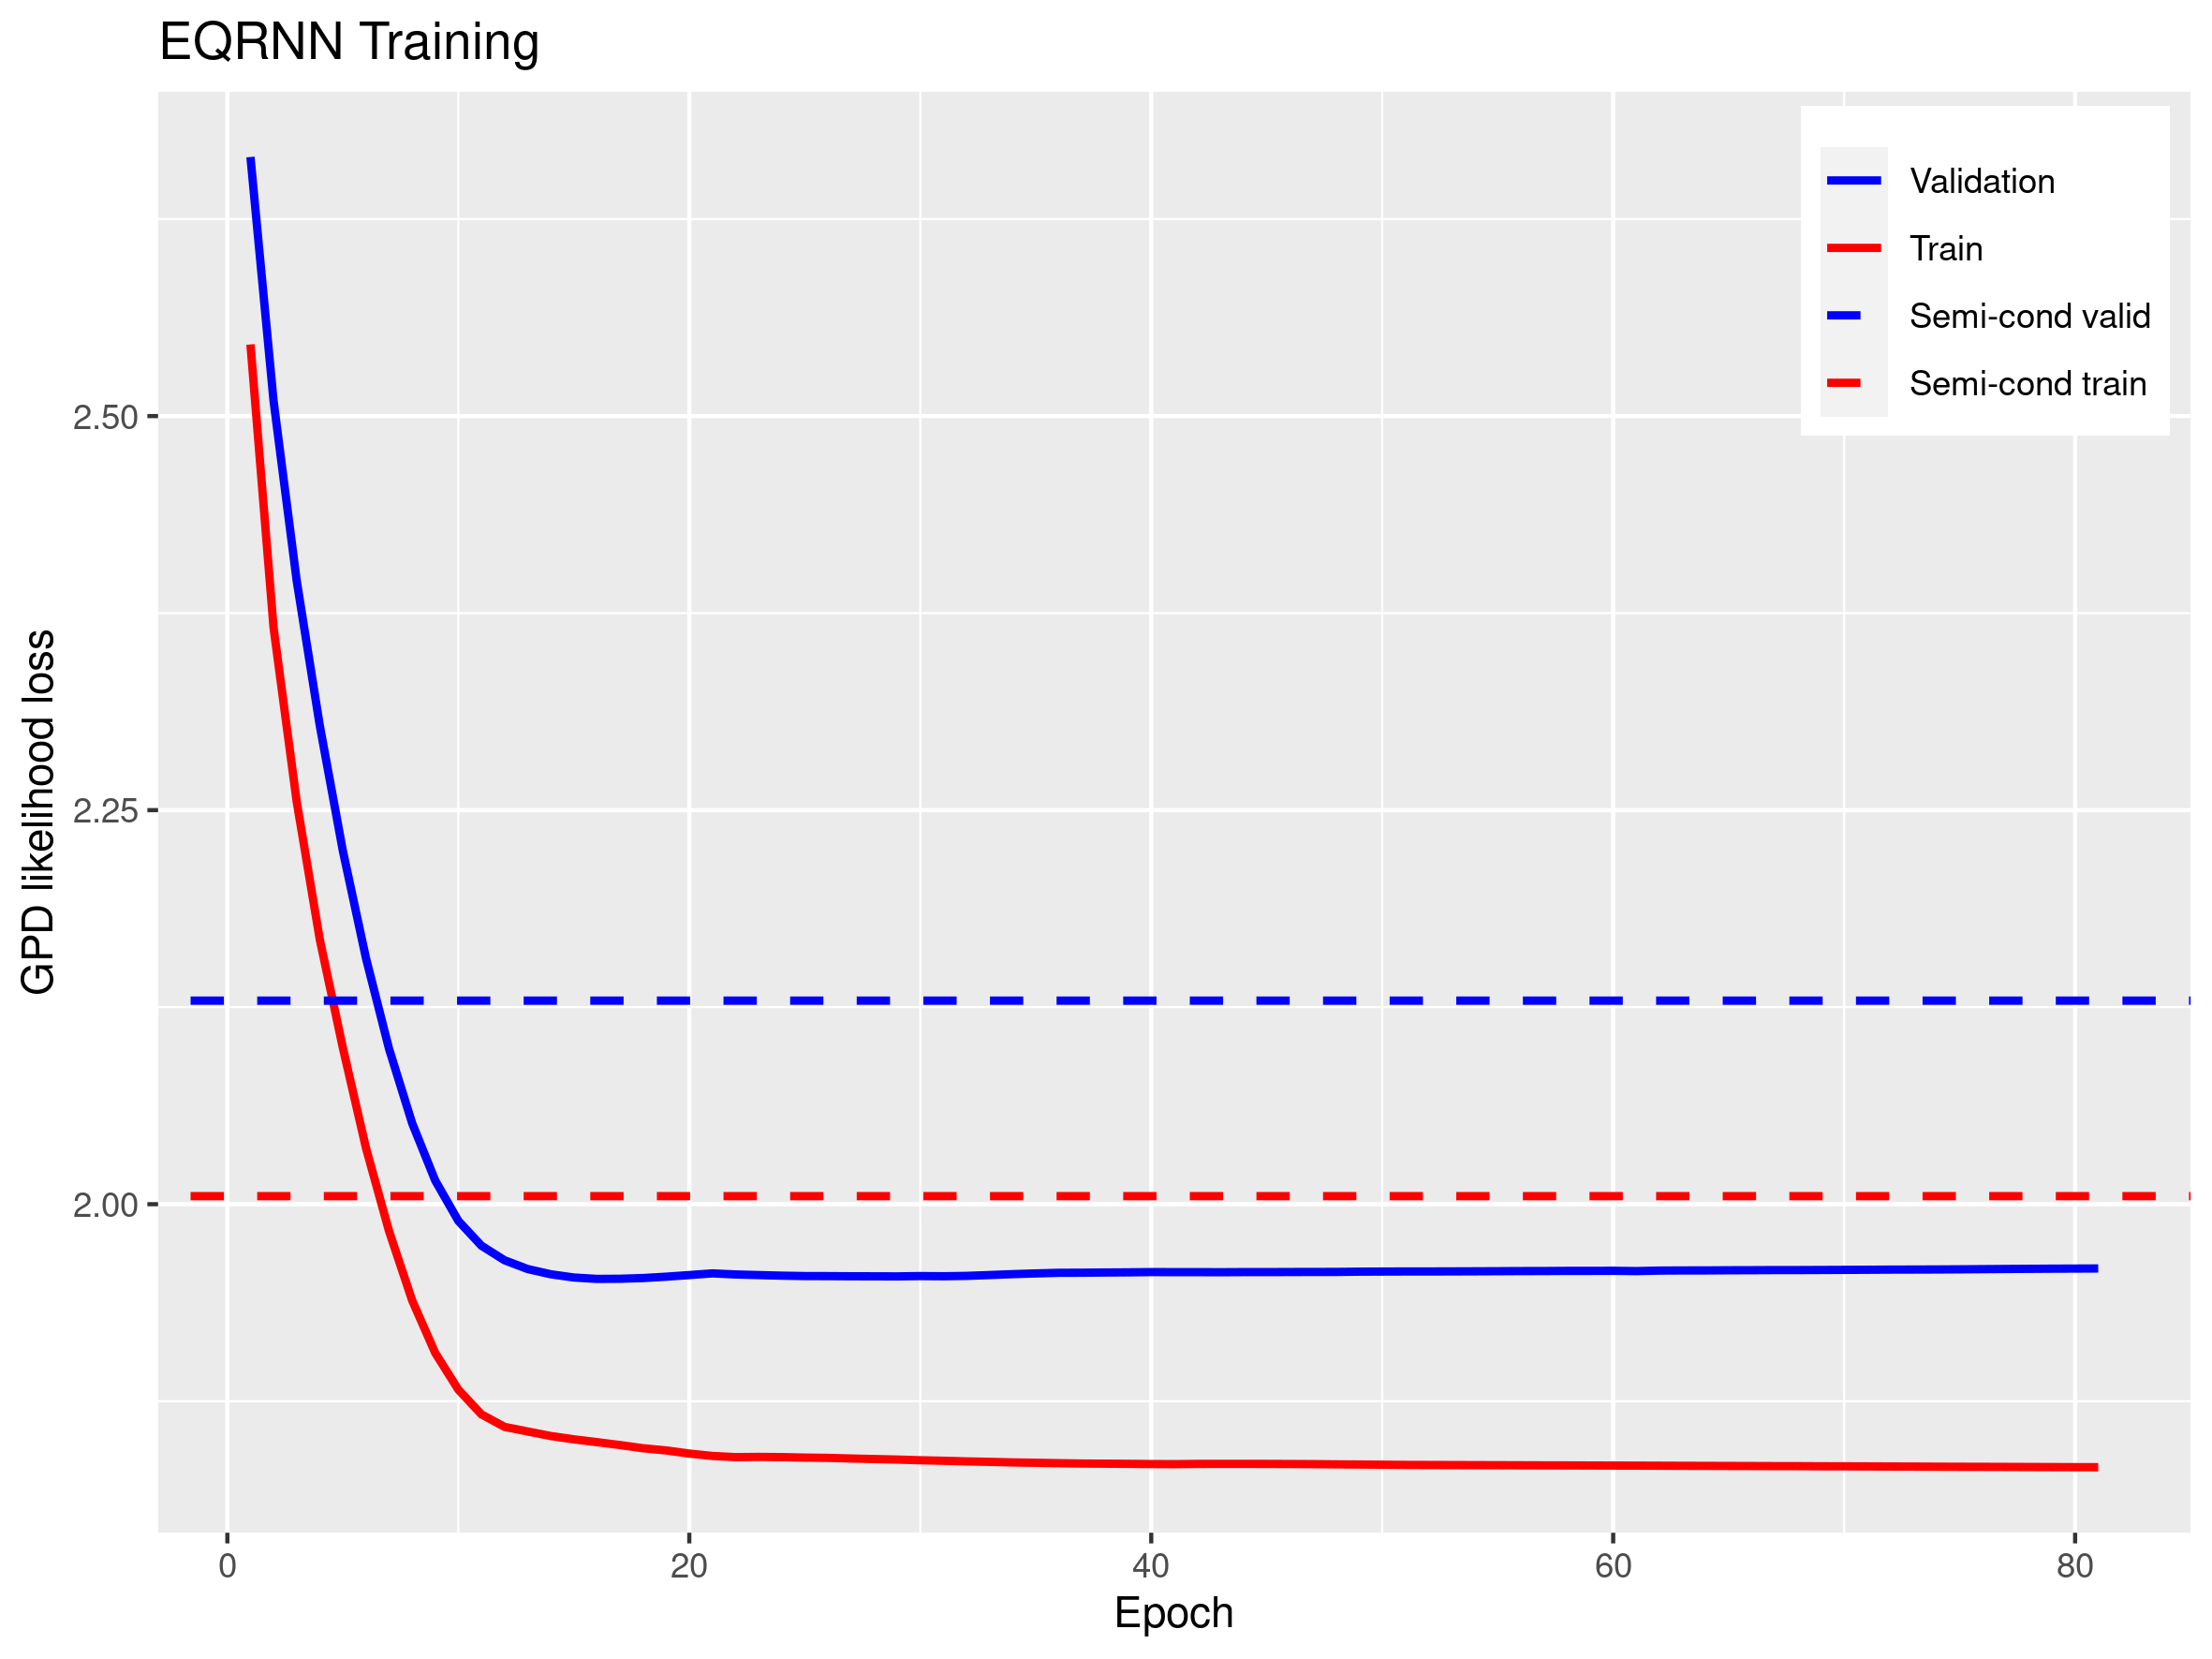 EQRNN Training
Validation
Train
Semi-cond valid
Semi-cond train
GPD likelihood loss
2.50
2.25
2.00
0
20
40
60
80
Epoch